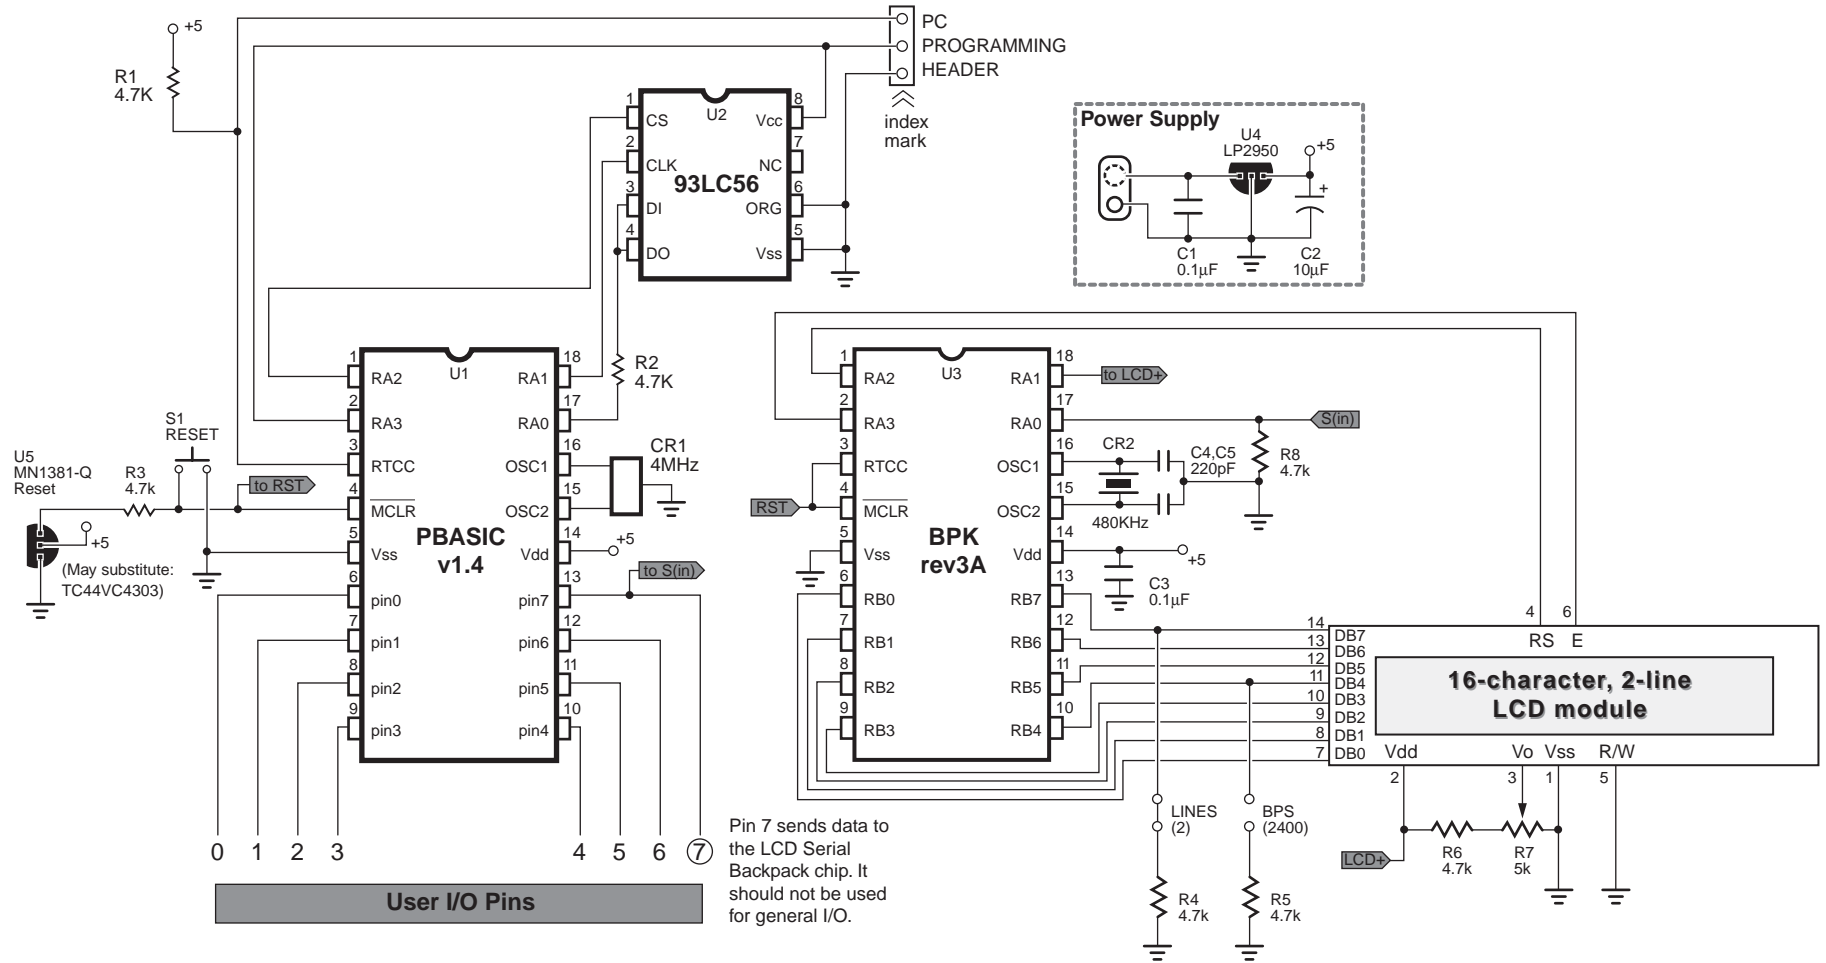 +5
R1
4.7K
PC
PROGRAMMING
HEADER
index
mark
U2
93LC56
1
CS
2
CLK
3
DI
4
DO
8
Vcc
7
NC
6
ORG
5
Vss
Power Supply
U4
LP2950
+5
+
C1
0.1µF
C2
10µF
R2
4.7K
U1
PBASIC
v1.4
1
RA2
2
RA3
3
RTCC
4
MCLR
5
Vss
6
pin0
7
pin1
8
pin2
9
pin3
18
RA1
17
RA0
16
OSC1
15
OSC2
14
Vdd
13
pin7
12
pin6
11
pin5
10
pin4
CR1
4MHz
+5
to S(in)
S1
RESET
U5
MN1381-Q
Reset
R3
4.7k
to RST
+5
(May substitute:
TC44VC4303)
0
1
2
3
4
5
6
7
User I/O Pins
Pin 7 sends data to
the LCD Serial
Backpack chip. It
should not be used
for general I/O.
U3
BPK
rev3A
1
RA2
2
RA3
3
RTCC
4
MCLR
5
Vss
6
RB0
7
RB1
8
RB2
9
RB3
18
RA1
17
RA0
16
OSC1
15
OSC2
14
Vdd
13
RB7
12
RB6
11
RB5
10
RB4
RST
to LCD+
S(in)
CR2
480KHz
C4,C5
220pF
R8
4.7k
+5
C3
0.1µF
4
6
RS
E
14
DB7
13
DB6
12
DB5
11
DB4
10
DB3
9
DB2
8
DB1
7
DB0
16-character, 2-line
LCD module
Vdd
Vo
Vss
R/W
2
3
1
5
LINES
(2)
BPS
(2400)
R4
4.7k
R5
4.7k
LCD+
R6
4.7k
R7
5k